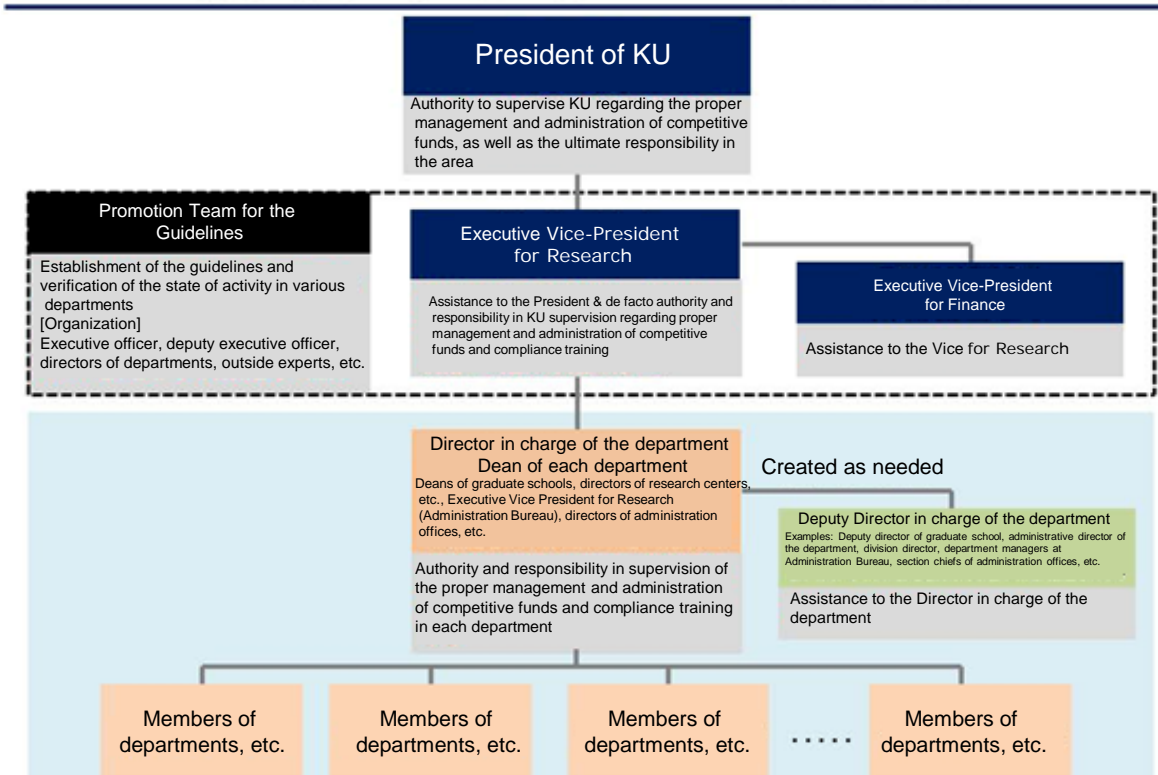 President of KU
Authority to supervise KU regarding the proper
management and administration of competitive
funds, as well as the ultimate responsibility in
the area
Promotion Team for the
Guidelines
Establishment of the guidelines and
verification of the state of activity in various
departments
[Organization]
Executive officer, deputy executive officer,
directors of departments, outside experts, etc.
Executive Vice-President
for Research
Assistance to the President & de facto authority and
responsibility in KU supervision regarding proper
management and administration of competitive
funds and compliance training
Executive Vice-President
for Finance
Assistance to the Vice for Research
Director in charge of the department
Dean of each department
Deans of graduate schools, directors of research centers,
etc., Executive Vice President for Research
(Administration Bureau), directors of administration
offices, etc.
Authority and responsibility in supervision of
the proper management and administration
of competitive funds and compliance training
in each department
Created as needed
Deputy Director in charge of the department
Examples: Deputy director of graduate school, administrative director of
the department, division director, department managers at
Administration Bureau, section chiefs of administration offices, etc.
Assistance to the Director in charge of the
department
Members of
departments, etc.
Members of
departments, etc.
Members of
departments, etc.
.....
Members of
departments, etc.